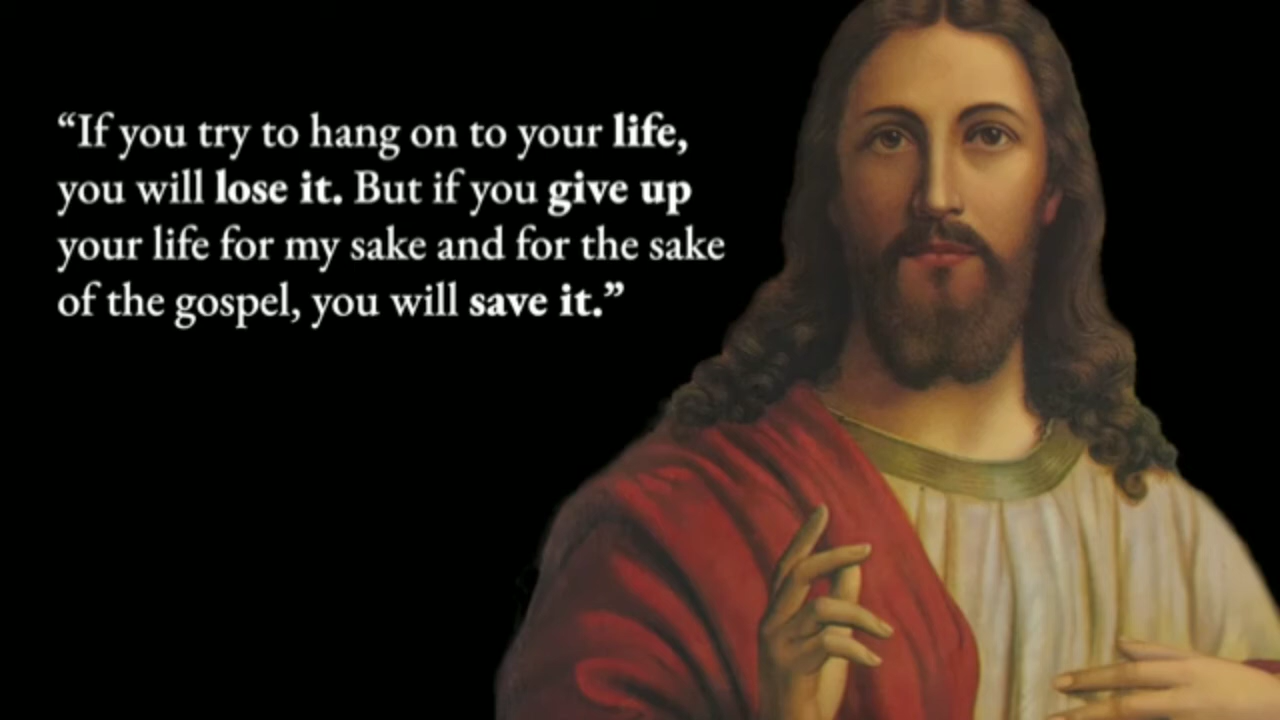 “If you try to hang on to your life,
you will lose it. But if you give up
your life for my sake and for the sake
of the gospel, you will save it.”